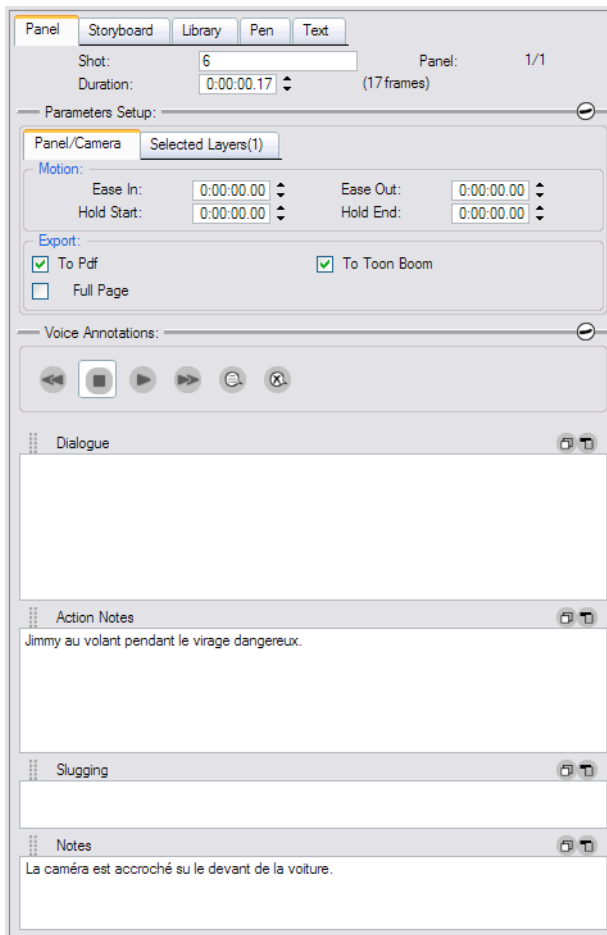 Panel Storyboard Library Pen Text
Shot: 6 Panel: 1/1
Duration: 0:00:00.17 (17 frames)
Parameters Setup:
Panel/Camera Selected Layers(1)
Motion:
Ease In: 0:00:00.00 Ease Out: 0:00:00.00
Hold Start: 0:00:00.00 Hold End: 0:00:00.00
Export:
To Pdf To Toon Boom
Full Page
Voice Annotations:
Dialogue
Action Notes
Jimmy au volant pendant le virage dangereux.
Slugging
Notes
La caméra est accroché su le devant de la voiture.